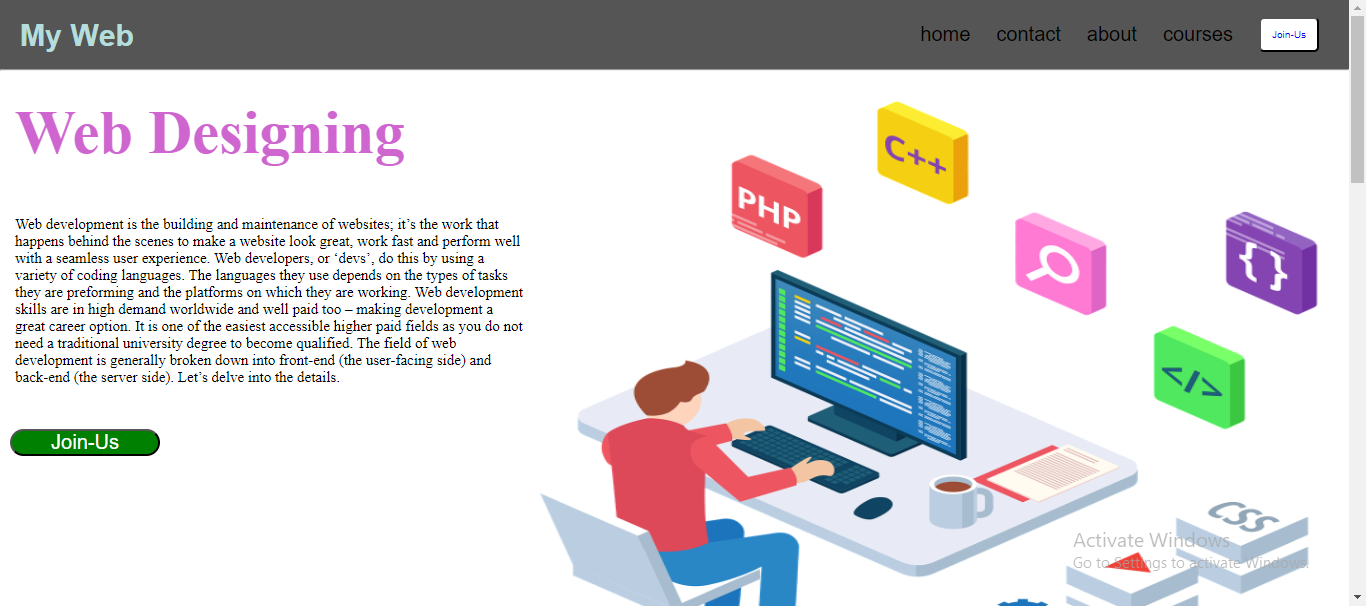 My Web
home contact about courses Join-Us
Web Designing
Web development is the building and maintenance of websites; it’s the work that
happens behind the scenes to make a website look great, work fast and perform well
with a seamless user experience. Web developers, or ‘devs’, do this by using a
variety of coding languages. The languages they use depends on the types of tasks
they are preforming and the platforms on which they are working. Web development
skills are in high demand worldwide and well paid too – making development a
great career option. It is one of the easiest accessible higher paid fields as you do not
need a traditional university degree to become qualified. The field of web
development is generally broken down into front-end (the user-facing side) and
back-end (the server side). Let’s delve into the details.
Join-Us
C++
PHP
{}
</>
CSS
Activate Windows
Go to Settings to activate Windows.